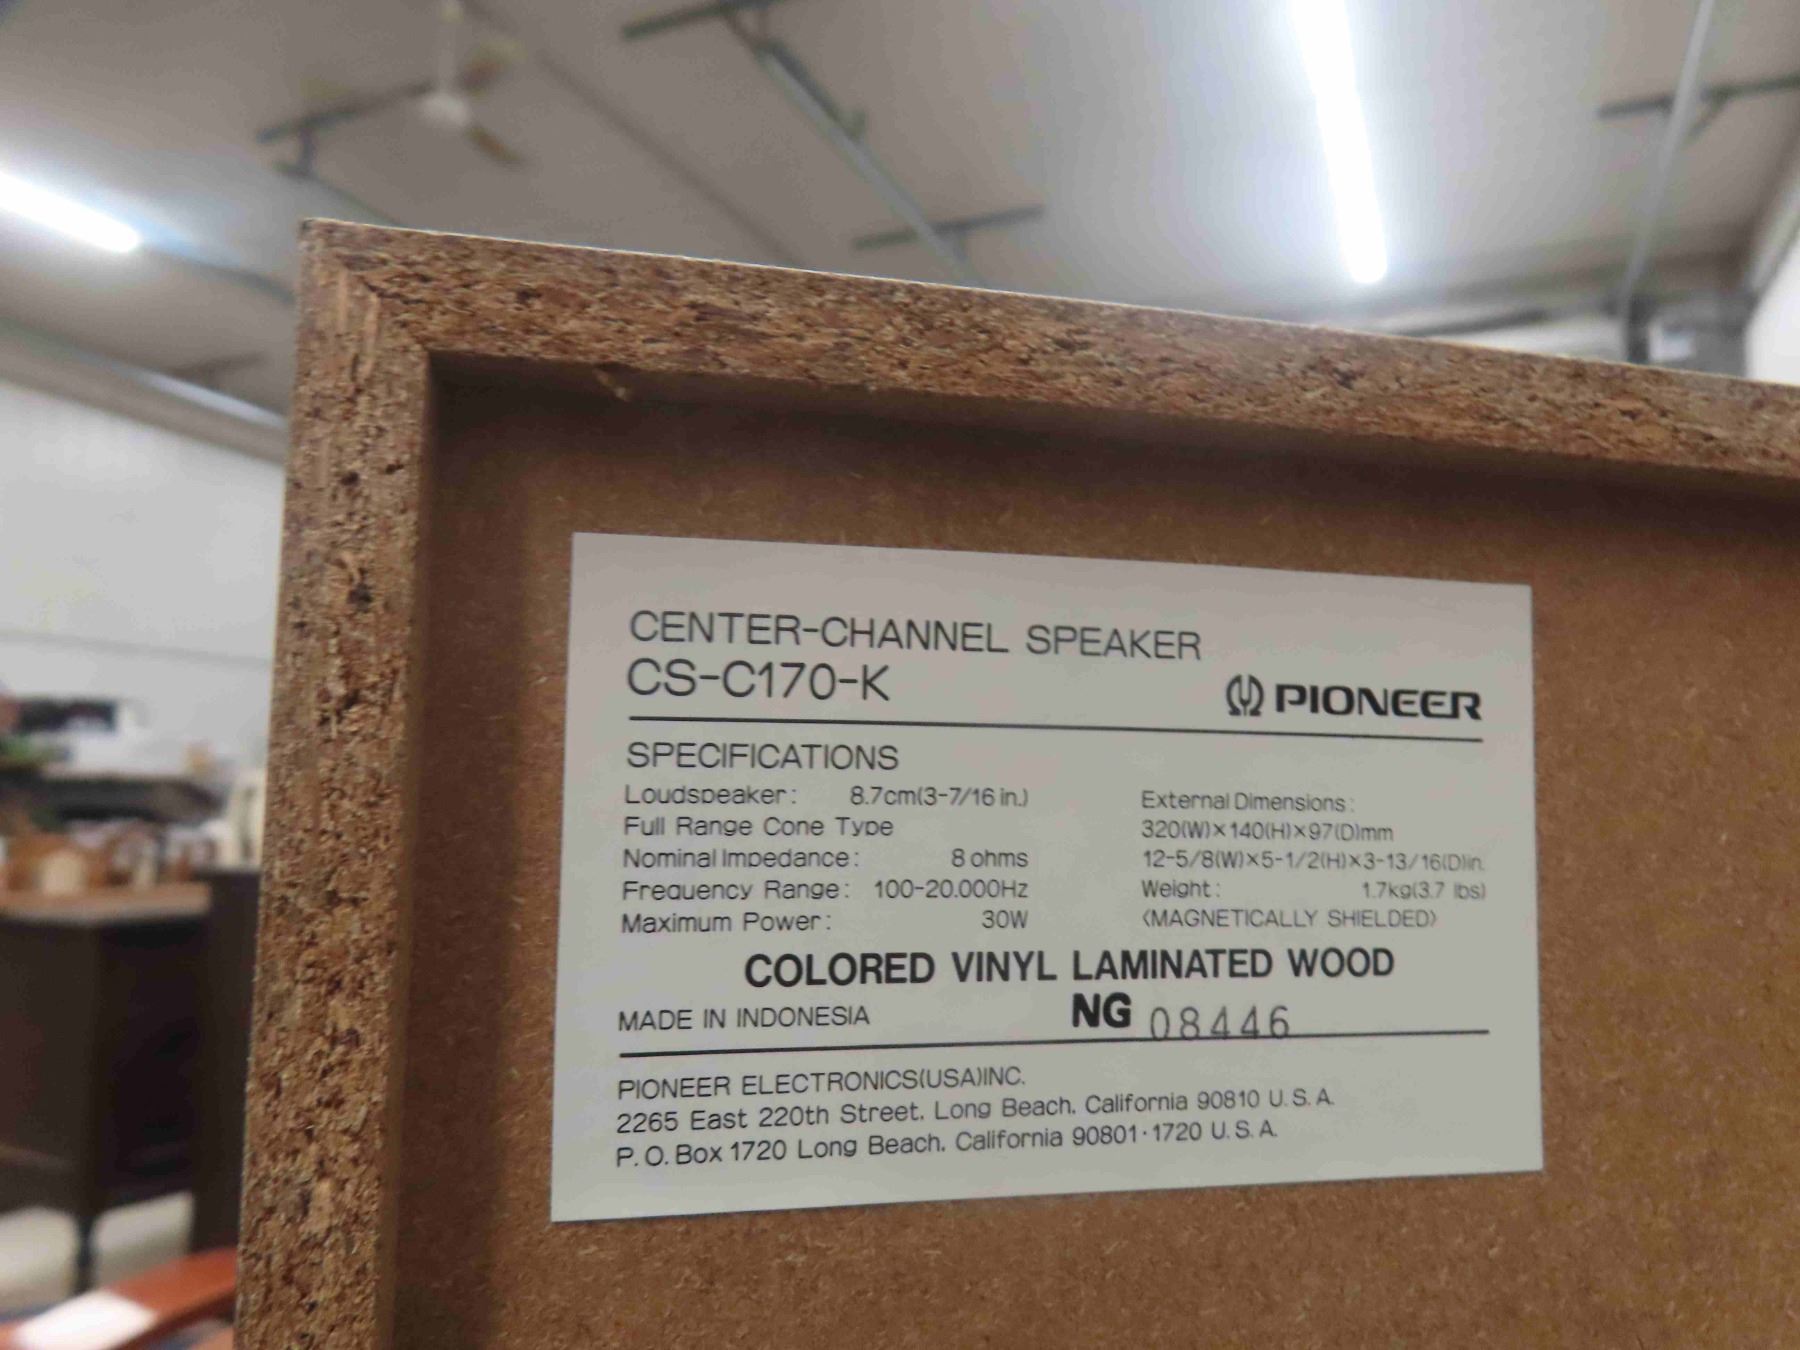 CENTER-CHANNEL SPEAKER
CS-C170-K
PIONEER
SPECIFICATIONS
Loudspeaker: 8.7cm(3-7/16 in.)
Full Range Cone Type
Nominal Impedance: 8 ohms
Frequency Range: 100-20.000Hz
Maximum Power: 30W
External Dimensions:
320(W)×140(H)×97(D)mm
12-5/8(W)×5-1/2(H)×3-13/16(D)in.
Weight: 1.7kg(3.7 lbs)
<MAGNETICALLY SHIELDED>
COLORED VINYL LAMINATED WOOD
MADE IN INDONESIA NG 08446
PIONEER ELECTRONICS(USA)INC.
2265 East 220th Street. Long Beach. California 90810 U.S.A.
P.O.Box 1720 Long Beach. California 90801·1720 U.S.A.